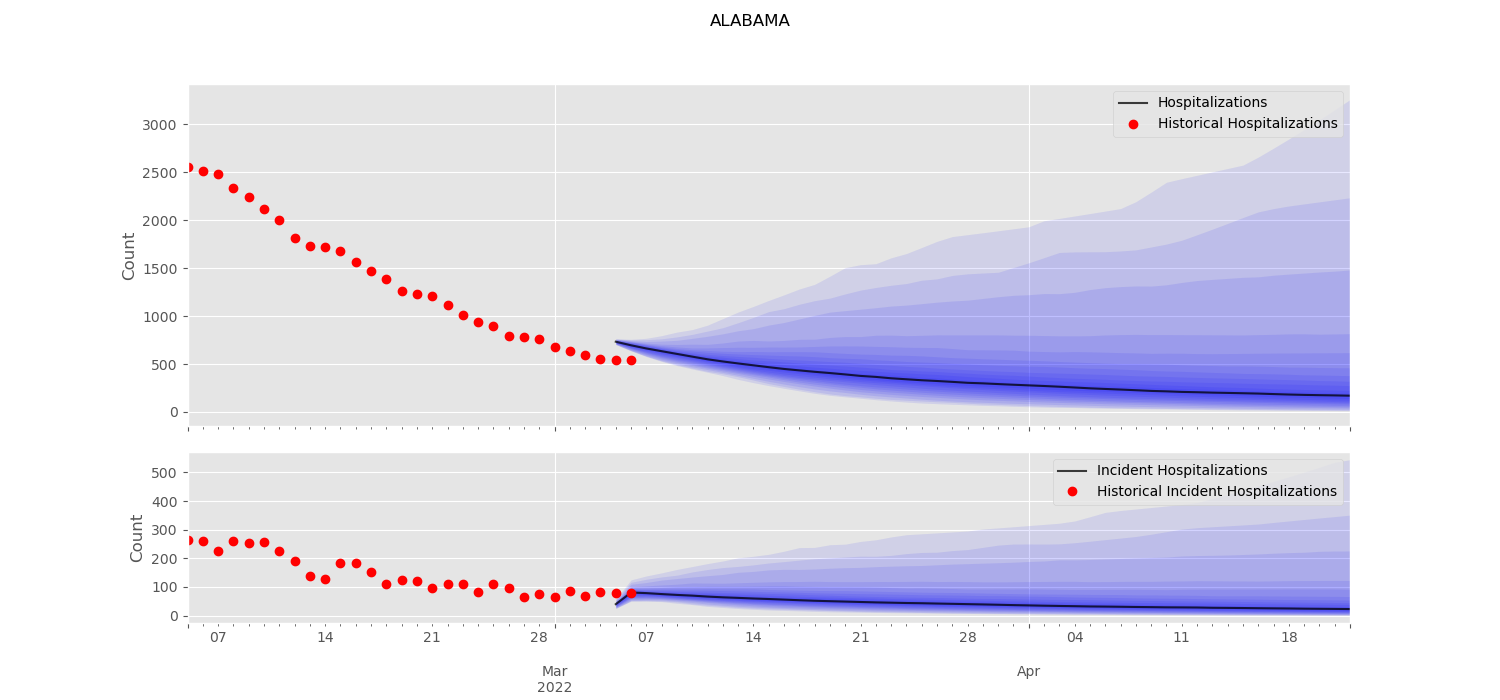 ALABAMA
Hospitalizations
Historical Hospitalizations
Count
3000
2500
2000
1500
1000
500
0
Incident Hospitalizations
Historical Incident Hospitalizations
Count
500
400
300
200
100
0
07 14 21 28 07 14 21 28 04 11 18
Mar Apr
2022